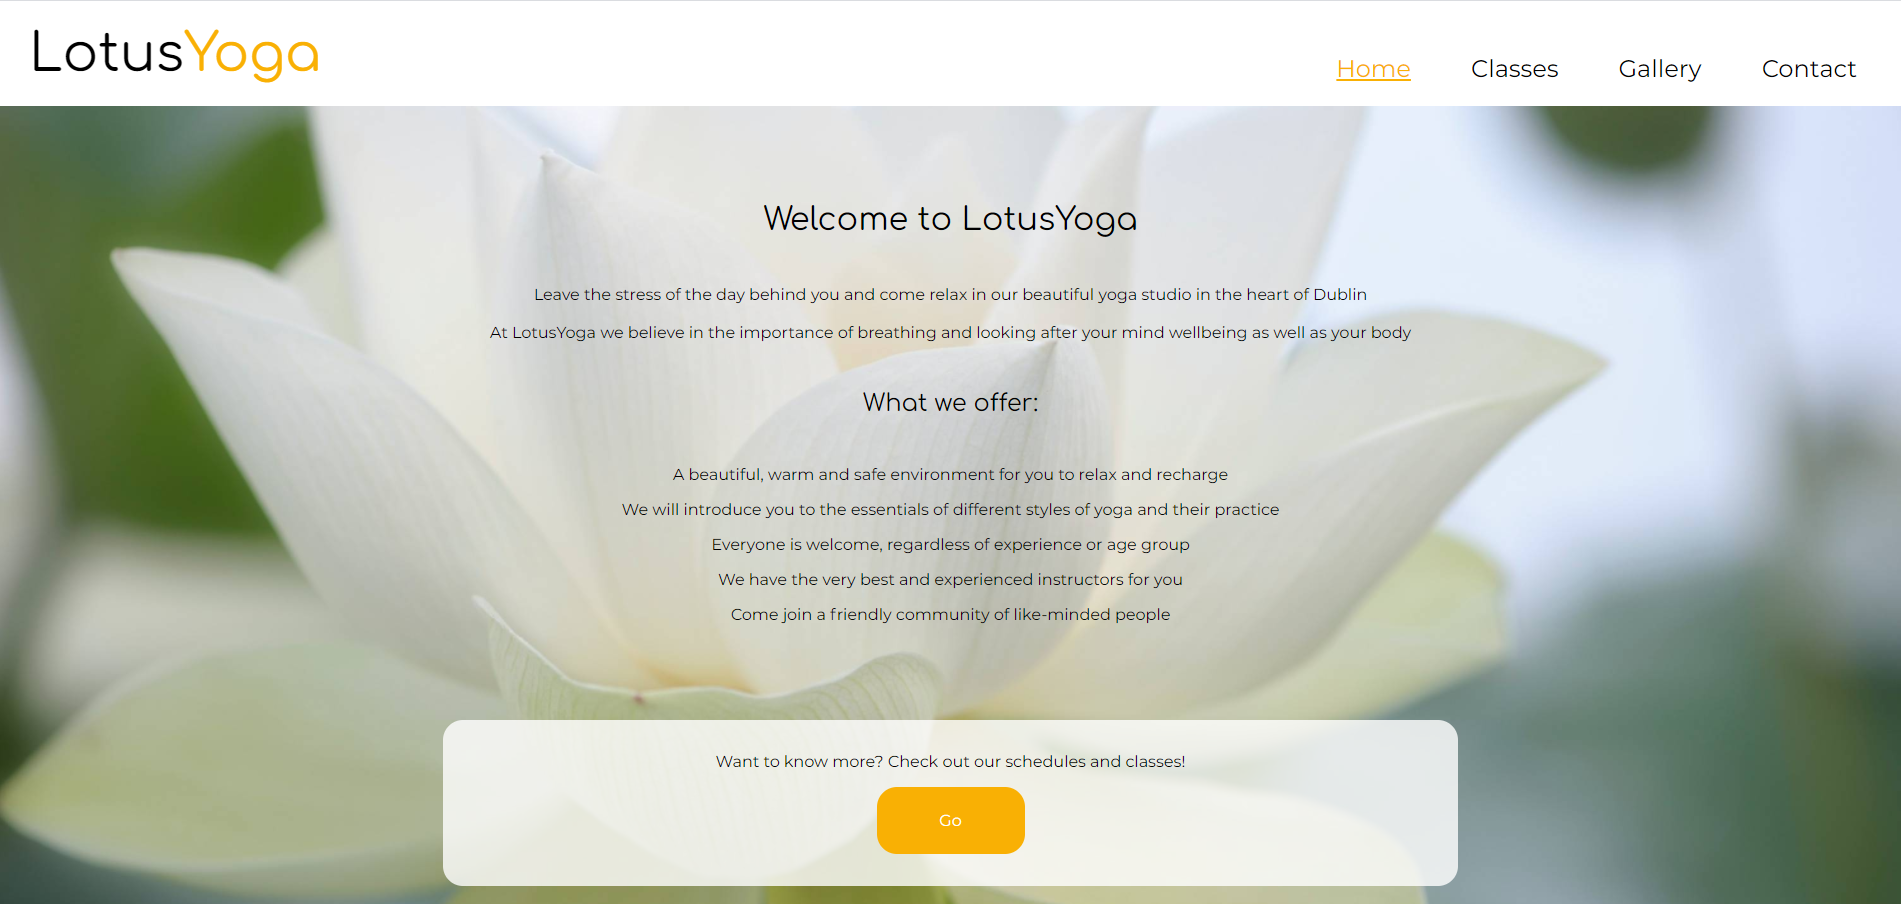 LotusYoga
Home Classes Gallery Contact
Welcome to LotusYoga
Leave the stress of the day behind you and come relax in our beautiful yoga studio in the heart of Dublin
At LotusYoga we believe in the importance of breathing and looking after your mind wellbeing as well as your body
What we offer:
A beautiful, warm and safe environment for you to relax and recharge
We will introduce you to the essentials of different styles of yoga and their practice
Everyone is welcome, regardless of experience or age group
We have the very best and experienced instructors for you
Come join a friendly community of like-minded people
Want to know more? Check out our schedules and classes!
Go